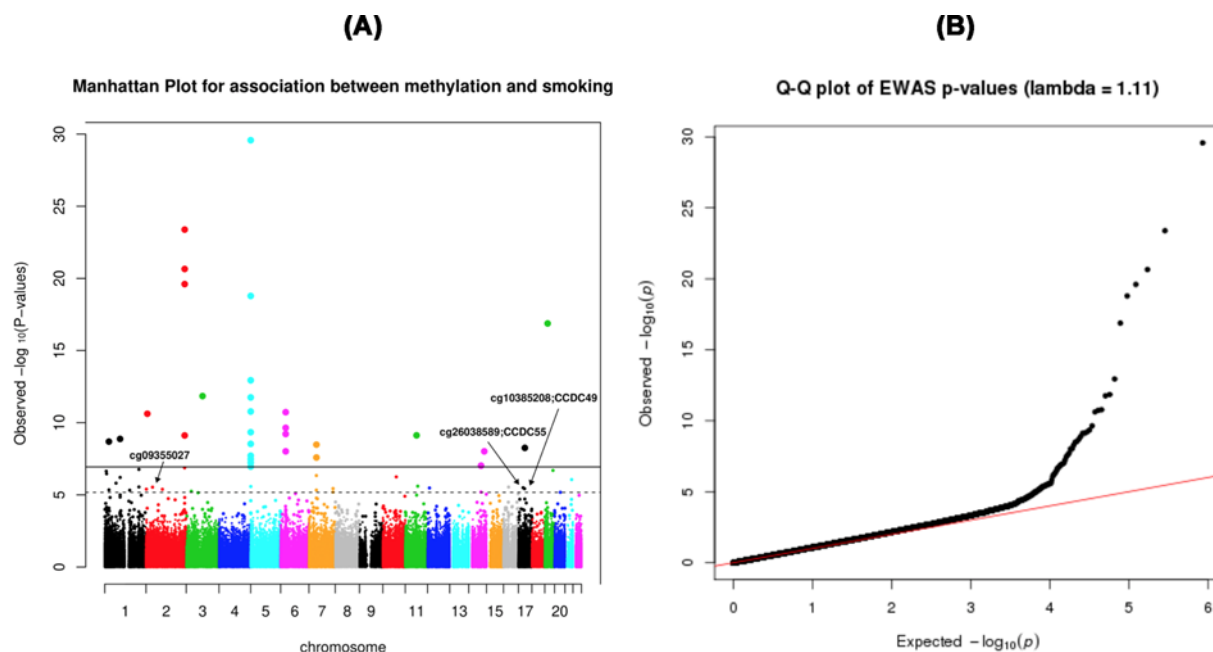 (A)
Manhattan Plot for association between methylation and smoking
Observed -log 10(P-values)
30
25
20
15
10
5
0
cg10385208;CCDC49
cg26038589;CCDC55
cg09355027
1 2 3 4 5 6 7 8 9 11 13 15 17 20
chromosome
(B)
Q-Q plot of EWAS p-values (lambda = 1.11)
Observed −log10(p)
30
25
20
15
10
5
0
0 1 2 3 4 5 6
Expected −log10(p)